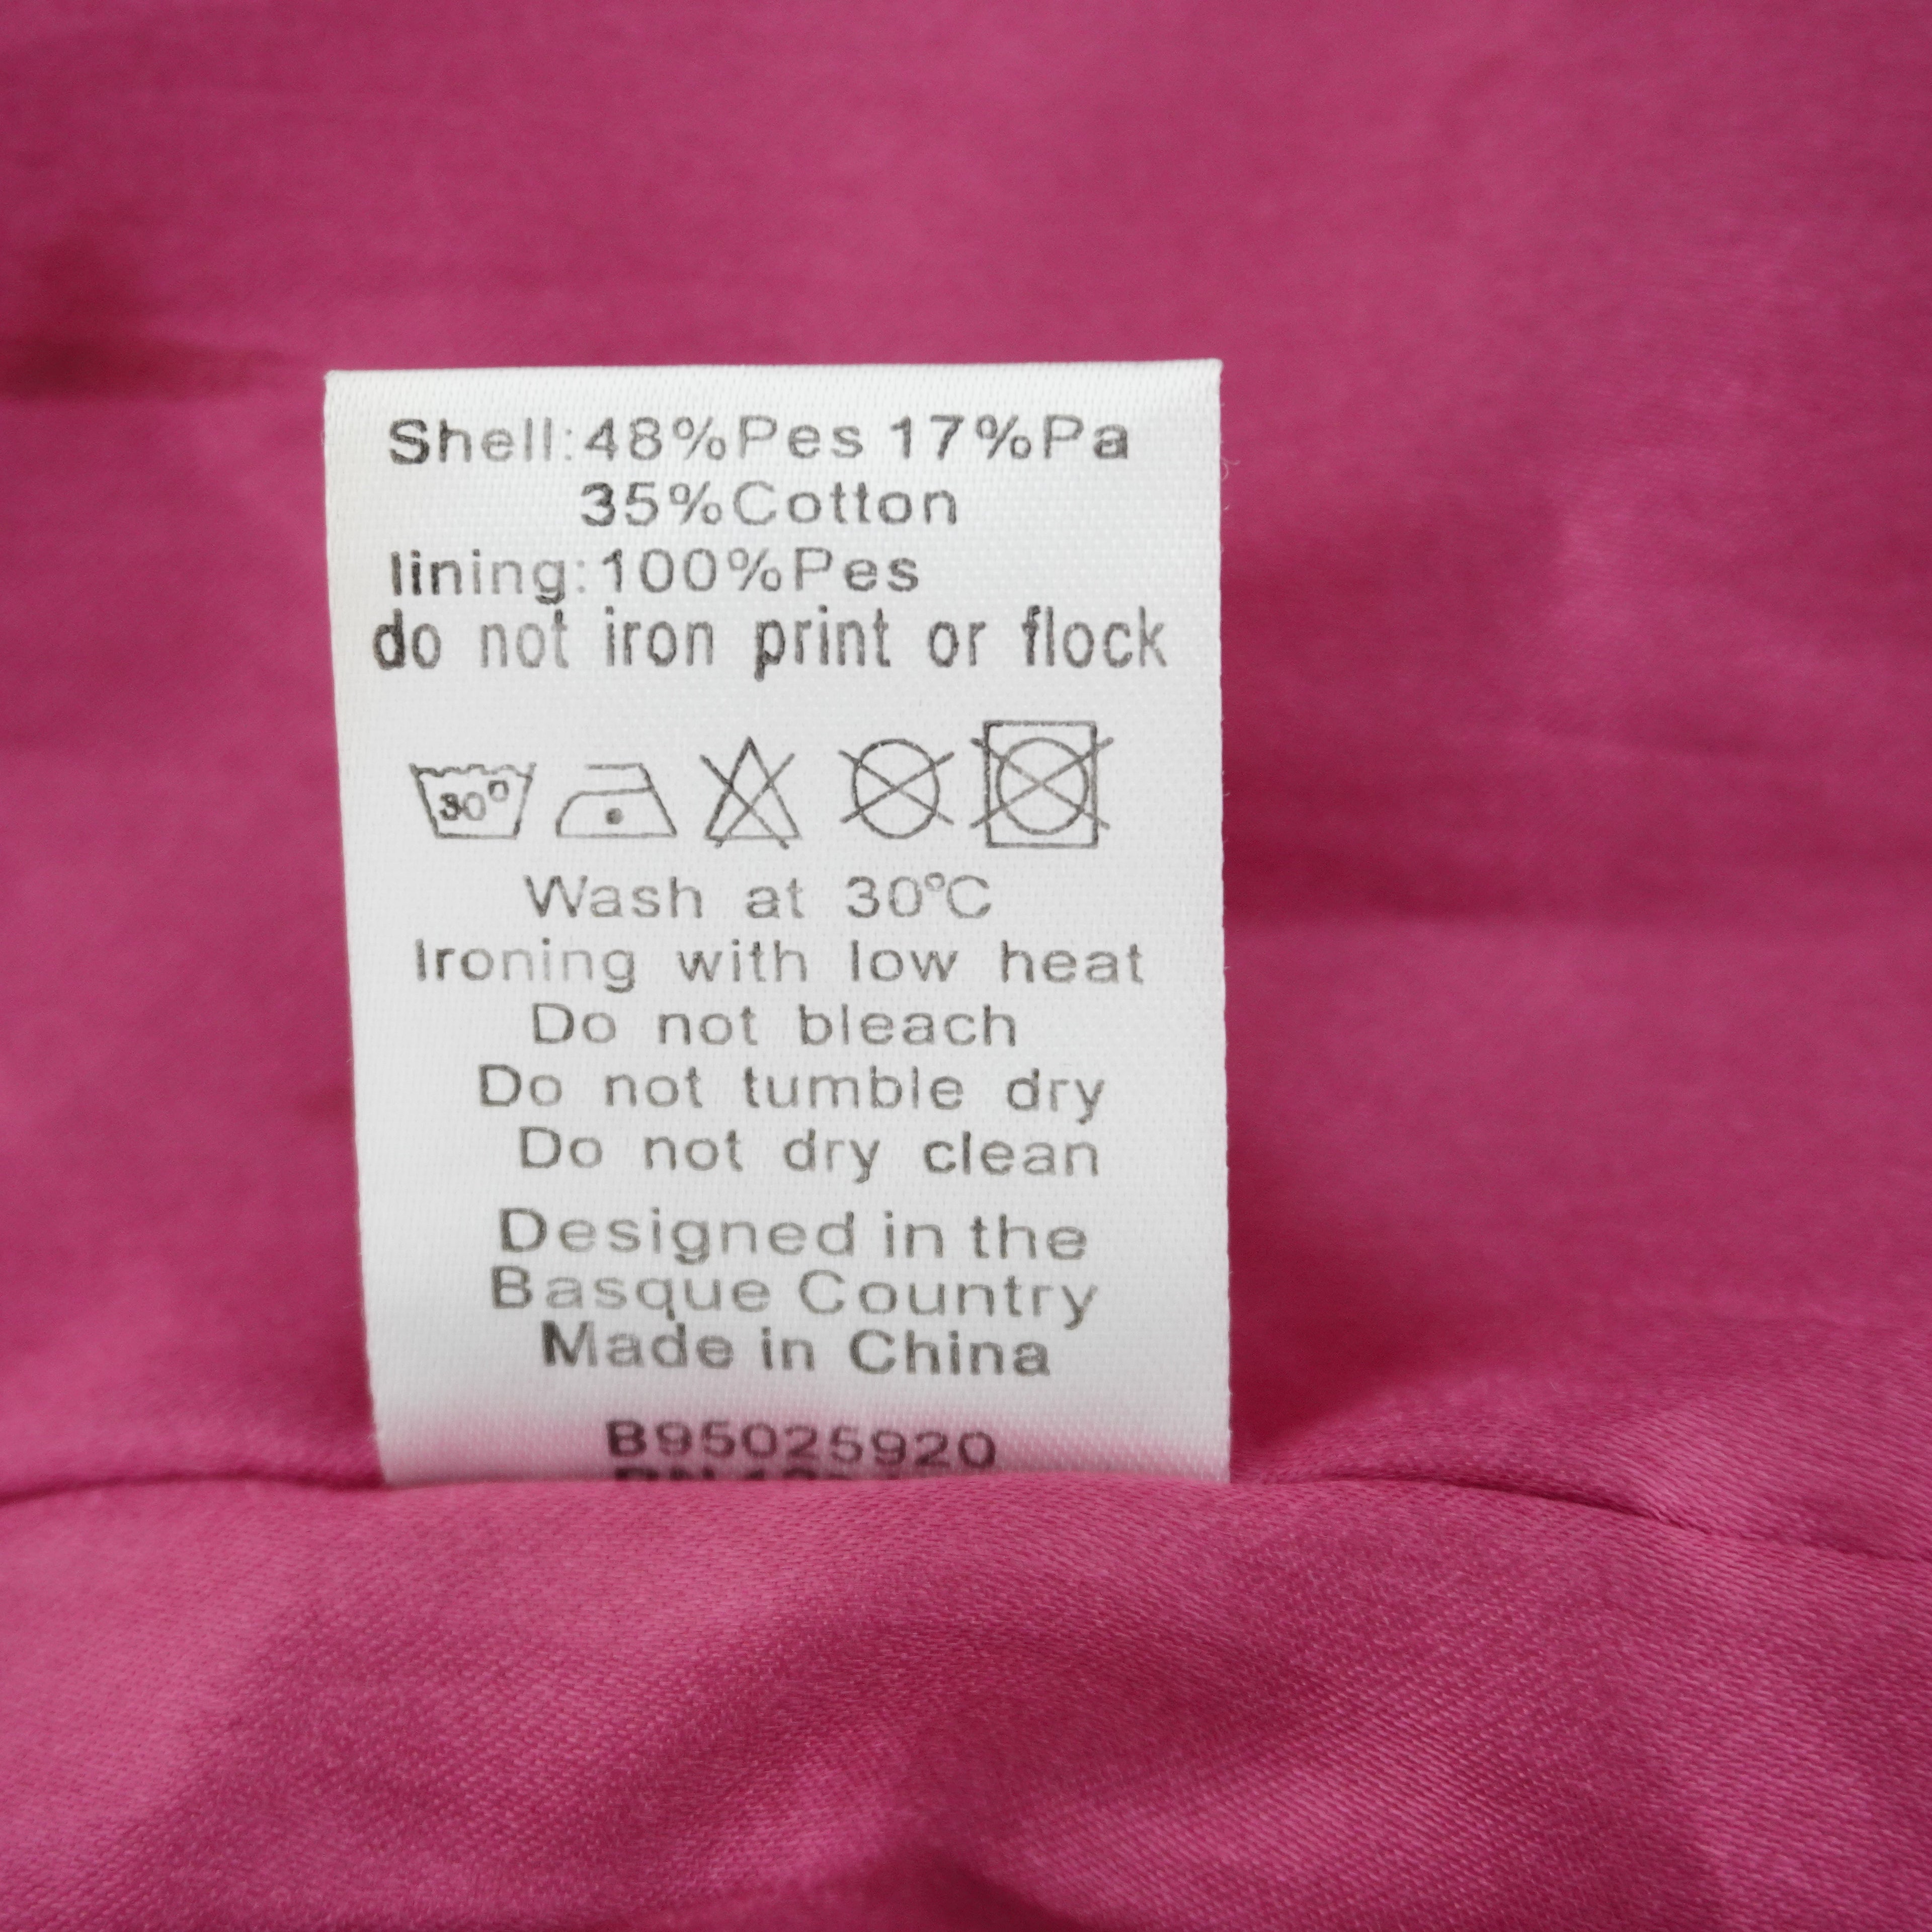 Shell:48%Pes 17%Pa
35%Cotton
lining:100%Pes
do not iron print or flock
30°
Wash at 30°C
Ironing with low heat
Do not bleach
Do not tumble dry
Do not dry clean
Designed in the
Basque Country
Made in China
B95025920